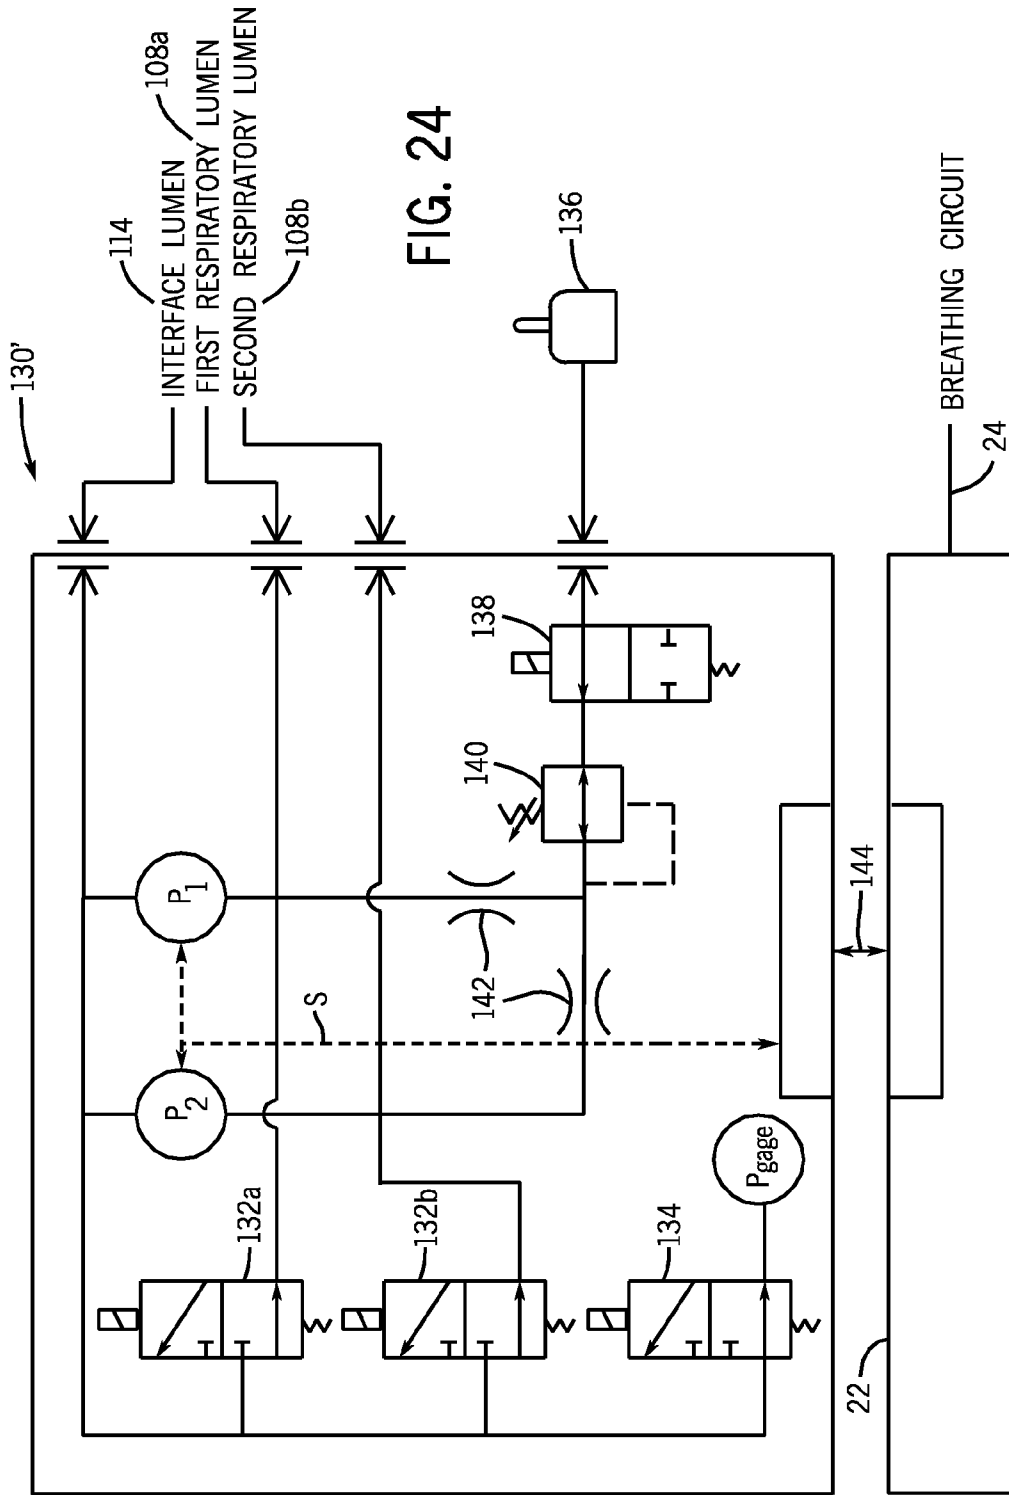 130'
114
INTERFACE LUMEN
108a
FIRST RESPIRATORY LUMEN
SECOND RESPIRATORY LUMEN
108b
FIG. 24
136
138
140
P1
P2
142
S
132a
132b
134
Pgage
144
22
24
BREATHING CIRCUIT